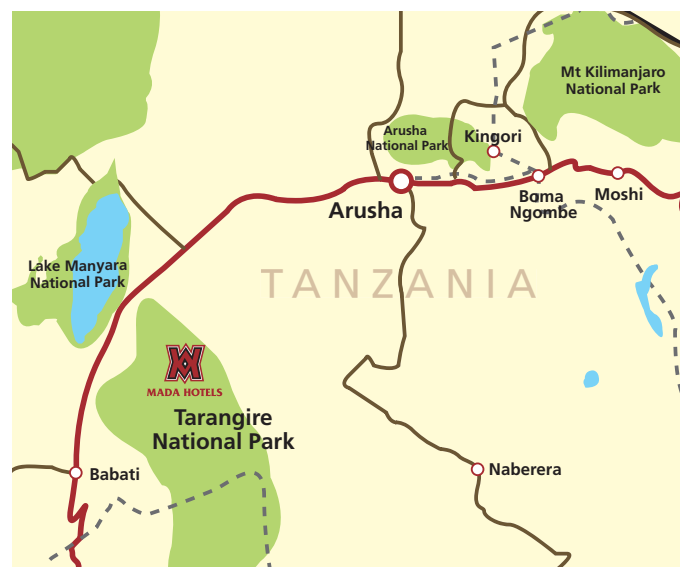 Mt Kilimanjaro
National Park
Arusha
National Park
Kingori
Boma
Ngombe
Moshi
Arusha
Lake Manyara
National Park
TANZANIA
MADA HOTELS
Tarangire
National Park
Babati
Naberera